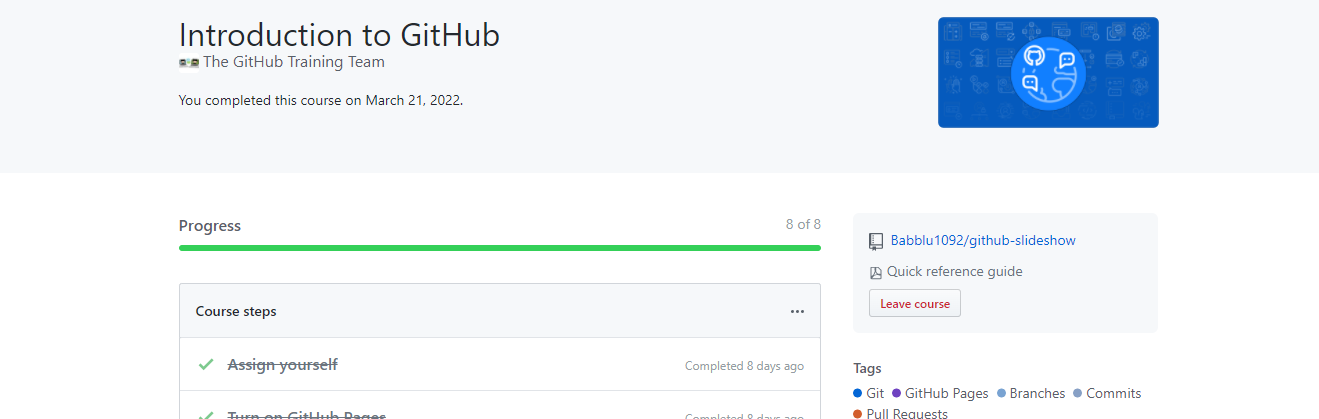 Introduction to GitHub
The GitHub Training Team
You completed this course on March 21, 2022.
Progress
8 of 8
Course steps
Assign yourself
Completed 8 days ago
Turn on GitHub Pages
Completed 8 days ago
Babblu1092/github-slideshow
Quick reference guide
Leave course
Tags
Git GitHub Pages Branches Commits
Pull Requests